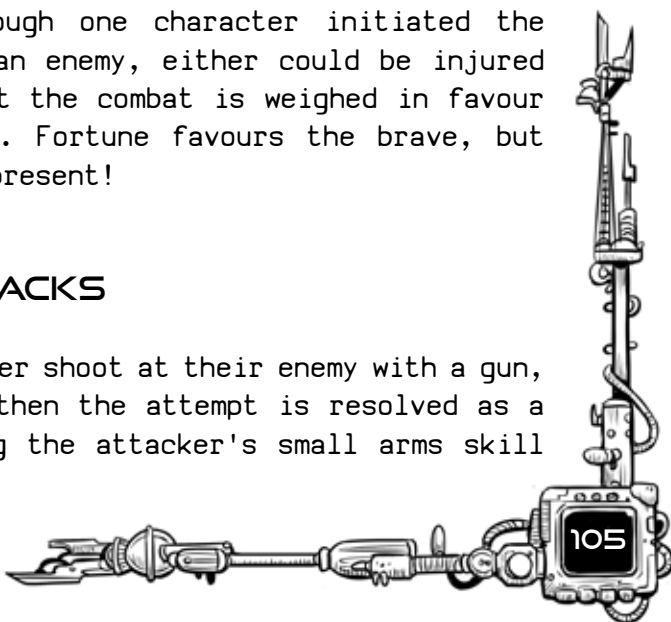 ough one character initiated the
an enemy, either could be injured
t the combat is weighed in favour
. Fortune favours the brave, but
present!
ACKS
er shoot at their enemy with a gun,
then the attempt is resolved as a
g the attacker's small arms skill
105